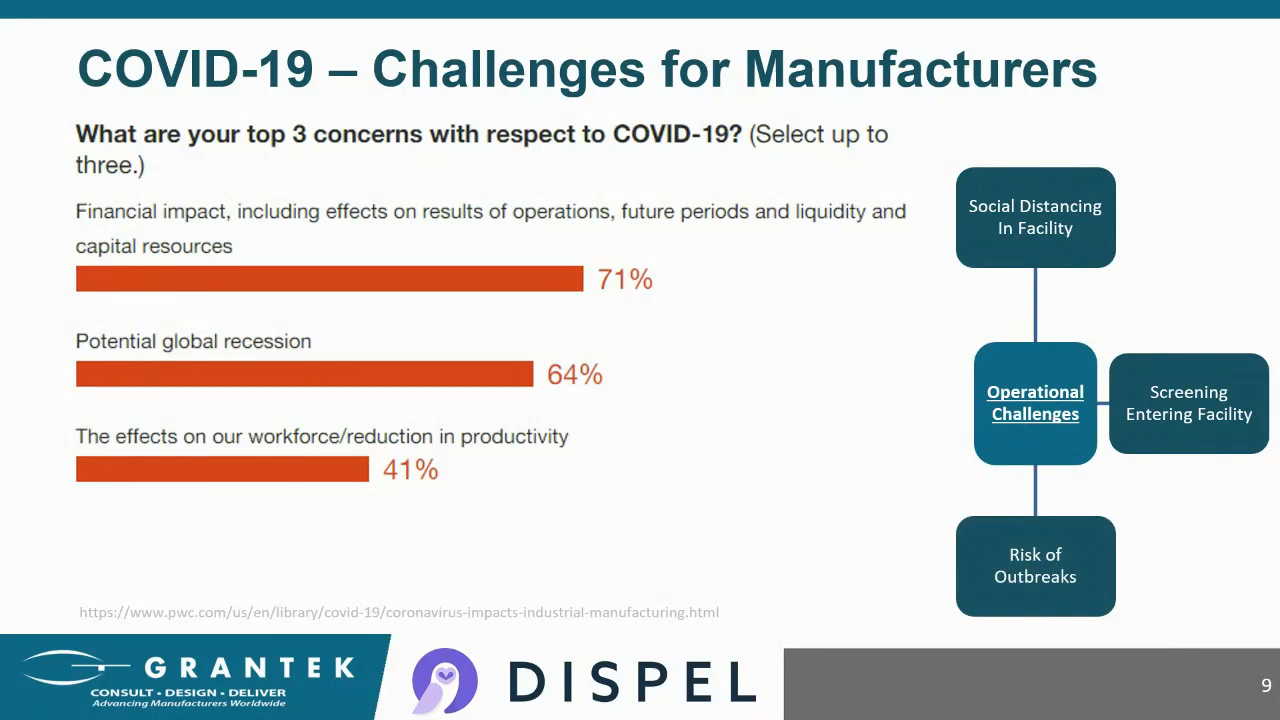 COVID-19 – Challenges for Manufacturers
What are your top 3 concerns with respect to COVID-19? (Select up to
three.)
Financial impact, including effects on results of operations, future periods and liquidity and
capital resources
71%
Potential global recession
64%
The effects on our workforce/reduction in productivity
41%
Social Distancing
In Facility
Operational
Challenges
Screening
Entering Facility
Risk of
Outbreaks
https://www.pwc.com/us/en/library/covid-19/coronavirus-impacts-industrial-manufacturing.html
GRANTEK
CONSULT • DESIGN • DELIVER
Advancing Manufacturers Worldwide
DISPEL
9